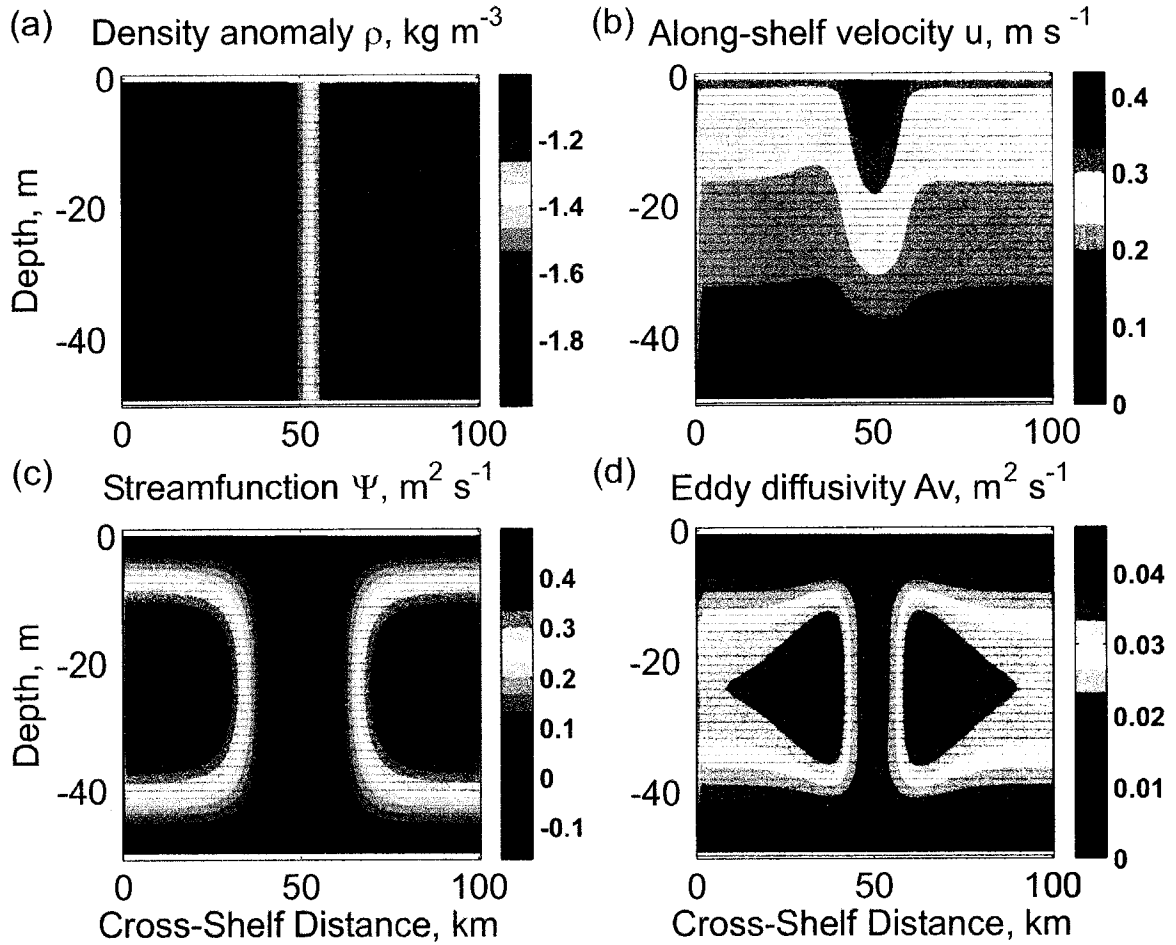 (a) Density anomaly ρ, kg m⁻³
0
-20
-40
Depth, m
0 50 100
-1.2
-1.4
-1.6
-1.8
(b) Along-shelf velocity u, m s⁻¹
0
-20
-40
0 50 100
0.4
0.3
0.2
0.1
0
(c) Streamfunction Ψ, m² s⁻¹
0
-20
-40
Depth, m
0 50 100
Cross-Shelf Distance, km
0.4
0.3
0.2
0.1
0
-0.1
(d) Eddy diffusivity Av, m² s⁻¹
0
-20
-40
0 50 100
Cross-Shelf Distance, km
0.04
0.03
0.02
0.01
0